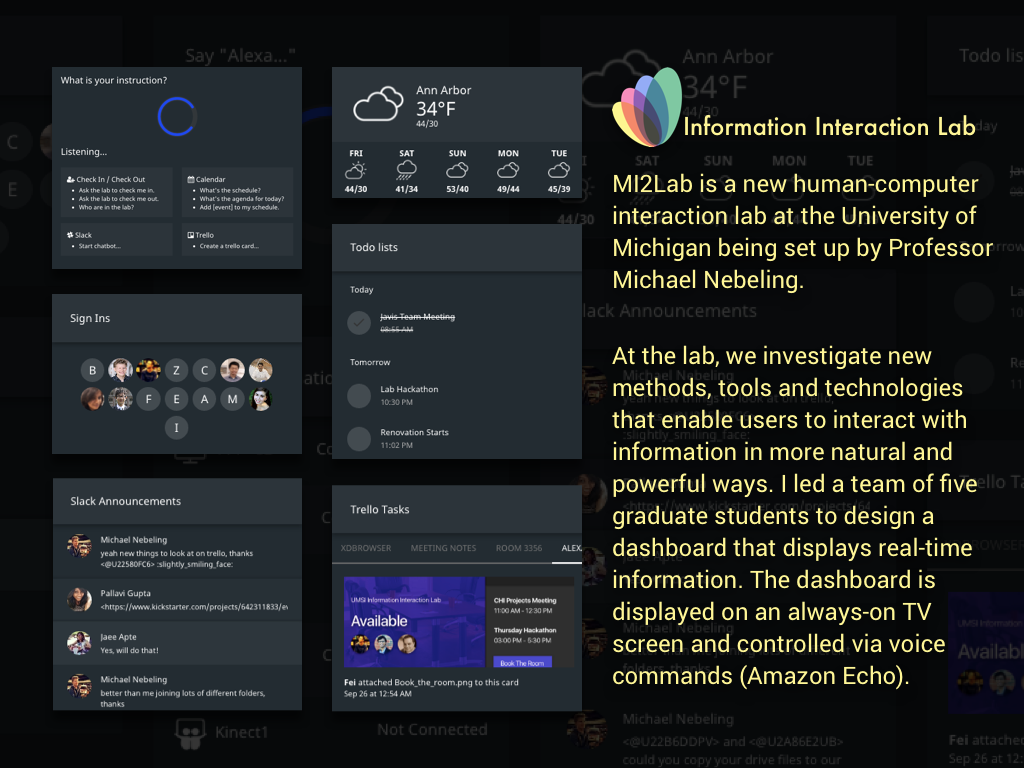 Say "Alexa..."
What is your instruction?
Listening...
Check In / Check Out
Ask the lab to check me in.
Ask the lab to check me out.
Who are in the lab?
Calendar
What's the schedule?
What's the agenda for today?
Add [event] to my schedule.
Slack
Start chatbot...
Trello
Create a trello card...
Sign Ins
B Z C
F E A M
I
Slack Announcements
Michael Nebeling
yeah new things to look at on trello, thanks
<@U22580FC6> :slightly_smiling_face:
Pallavi Gupta
<https://www.kickstarter.com/projects/642311833/e
Jaee Apte
Yes, will do that!
Michael Nebeling
better than me joining lots of different folders,
thanks
Kinect1
Not Connected
Ann Arbor
34°F
44/30
FRI SAT SUN MON TUE
44/30 41/34 53/40 49/44 45/39
Todo lists
Today
Javis Team Meeting
08:55 AM
Tomorrow
Lab Hackathon
10:30 PM
Renovation Starts
11:02 PM
Trello Tasks
XDBROWSER MEETING NOTES ROOM 3356 ALEX
UMSI Information Interaction Lab
Available
CHI Projects Meeting
11:00 AM - 12:30 PM
Thursday Hackathon
03:00 PM - 5:30 PM
Book The Room
Fei attached Book_the_room.png to this card
Sep 26 at 12:54 AM
Ann Arbor
34°F
Todo lis
Information Interaction Lab
MI2Lab is a new human-computer
interaction lab at the University of
Michigan being set up by Professor
Michael Nebeling.
At the lab, we investigate new
methods, tools and technologies
that enable users to interact with
information in more natural and
powerful ways. I led a team of five
graduate students to design a
dashboard that displays real-time
information. The dashboard is
displayed on an always-on TV
screen and controlled via voice
commands (Amazon Echo).
Michael Nebeling
<@U22B6DDPV> and <@U2A86E2UB>
could you copy your drive files to our
Fei attached
Sep 26 at 12: